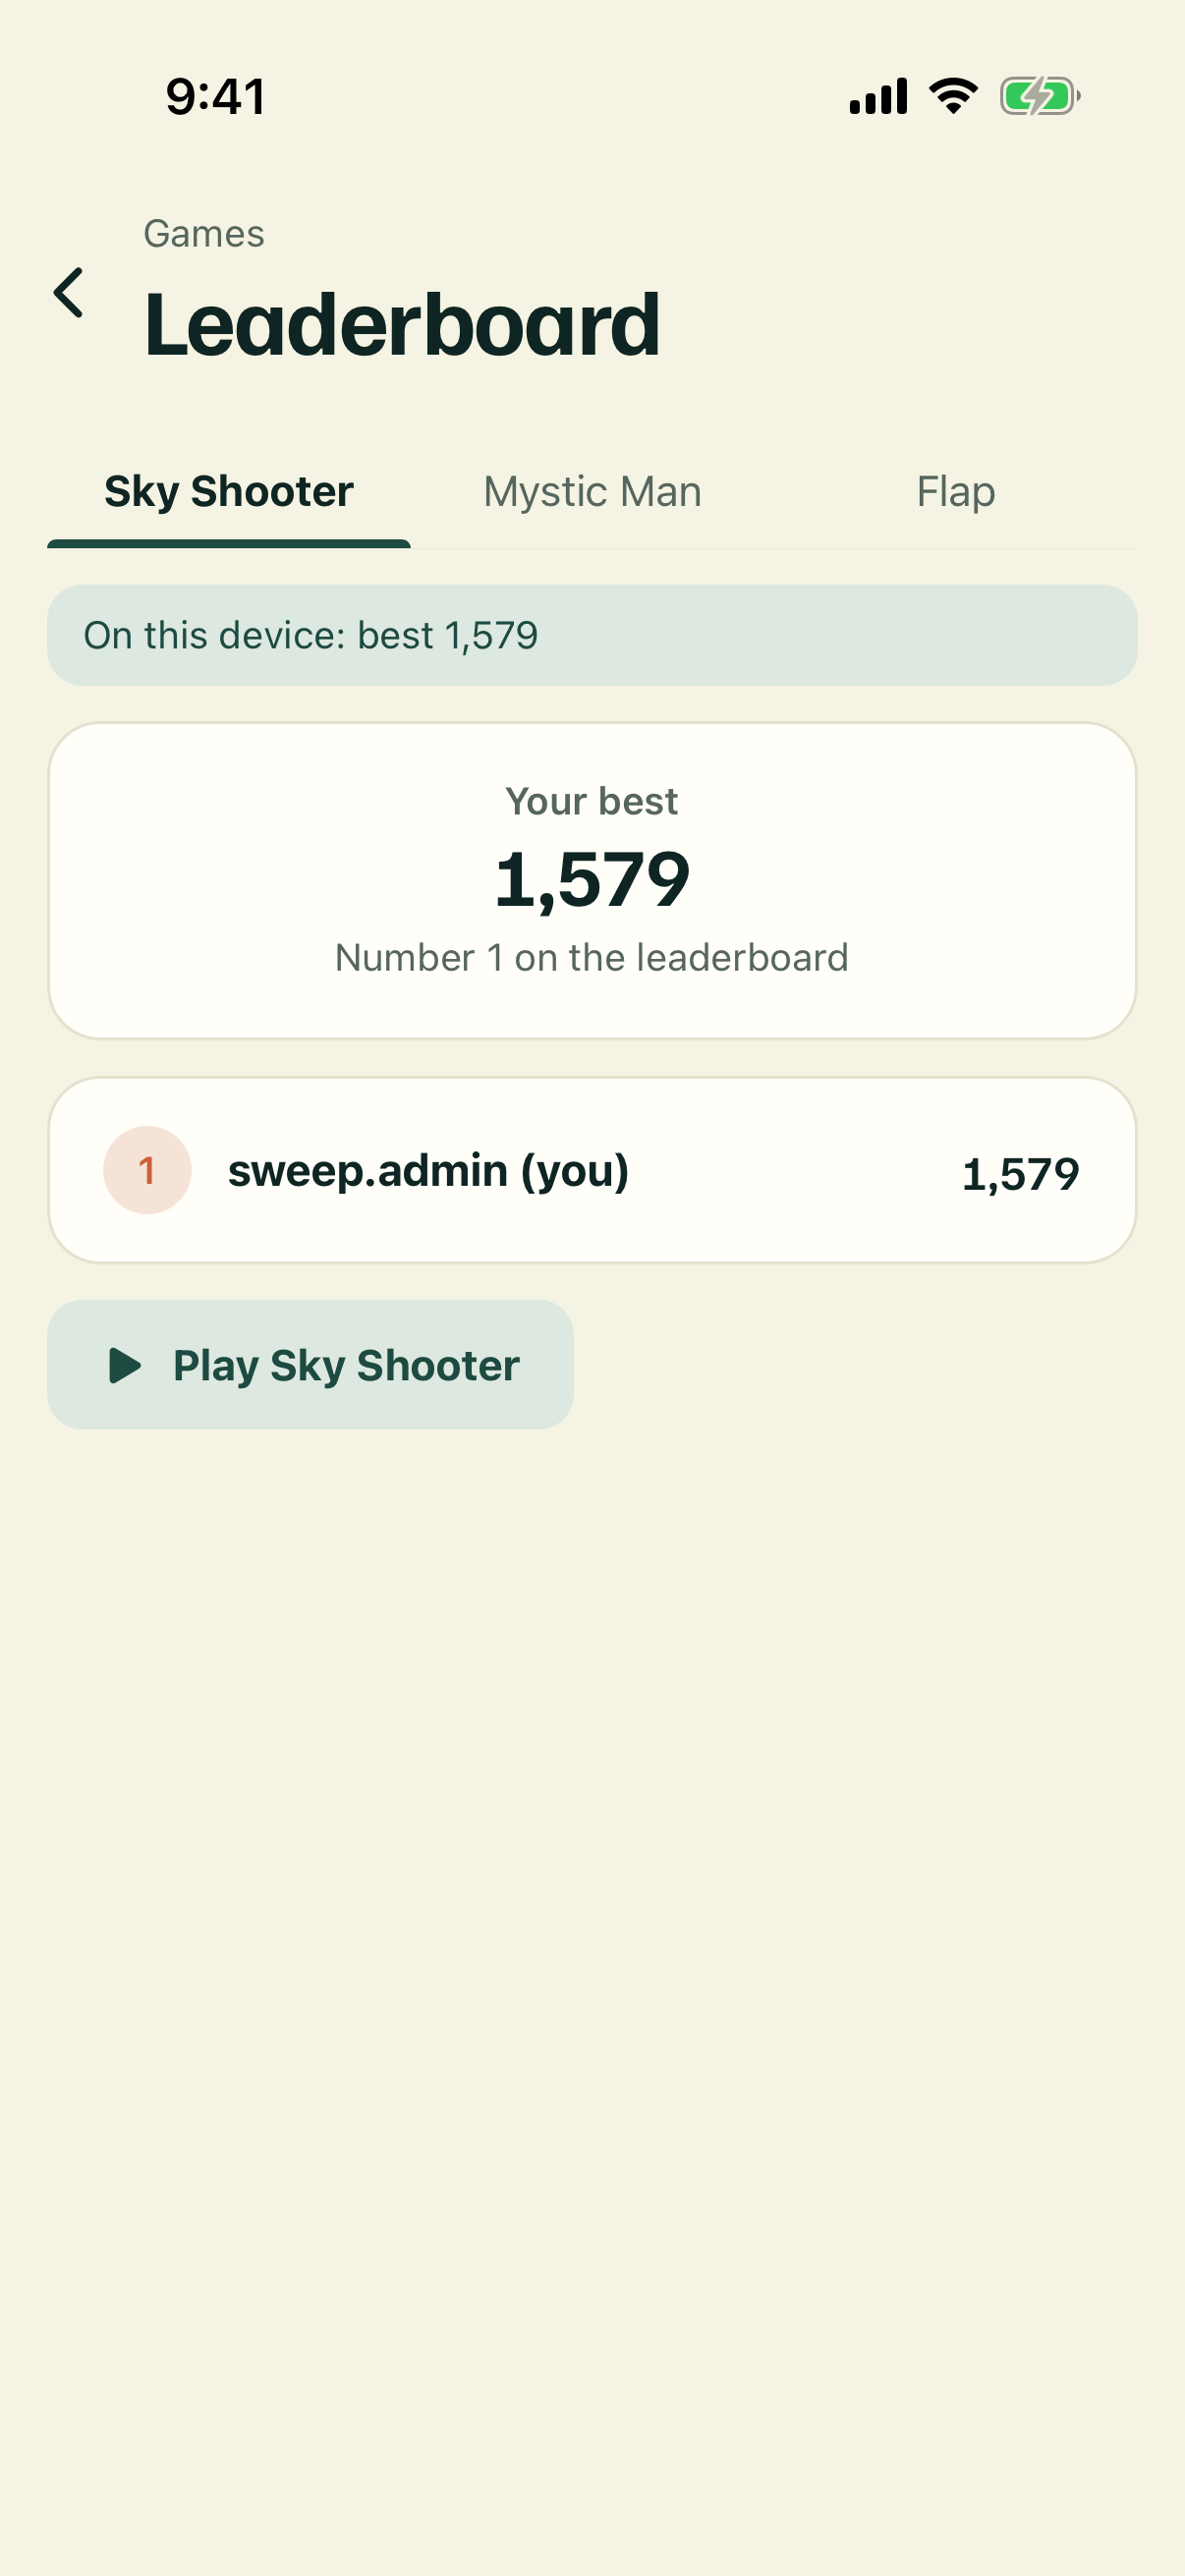 9:41
Games
Leaderboard
Sky Shooter Mystic Man Flap
On this device: best 1,579
Your best
1,579
Number 1 on the leaderboard
1 sweep.admin (you) 1,579
Play Sky Shooter